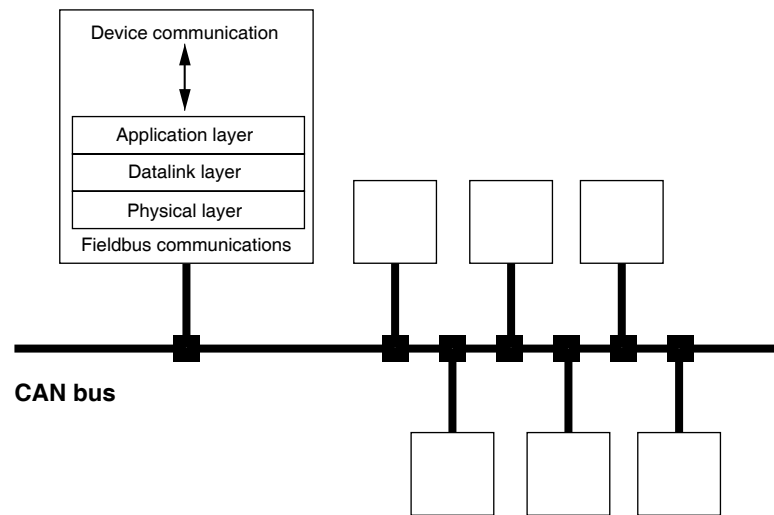 Device communication
Application layer
Datalink layer
Physical layer
Fieldbus communications
CAN bus